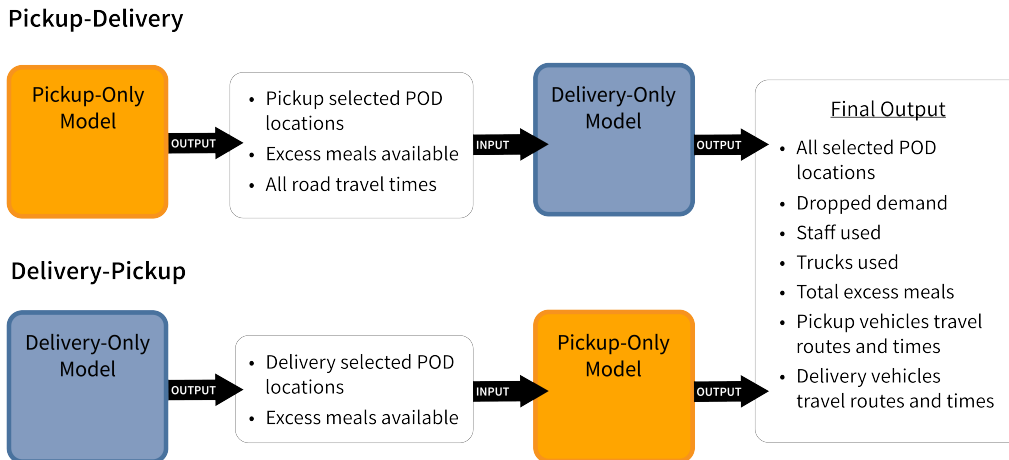 Pickup-Delivery
Pickup-Only
Model
OUTPUT
• Pickup selected POD
locations
• Excess meals available
• All road travel times
INPUT
Delivery-Only
Model
OUTPUT
Final Output
• All selected POD
locations
• Dropped demand
• Staff used
• Trucks used
• Total excess meals
• Pickup vehicles travel
routes and times
• Delivery vehicles
travel routes and times
Delivery-Pickup
Delivery-Only
Model
OUTPUT
• Delivery selected POD
locations
• Excess meals available
INPUT
Pickup-Only
Model
OUTPUT